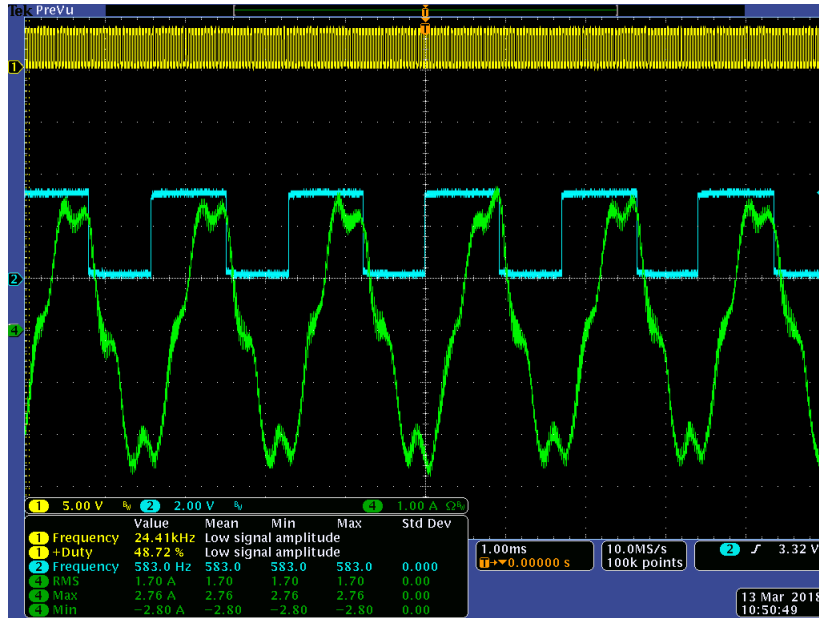 Tek PreVu
T
T
1
2
4
1 5.00 V BW 2 2.00 V BW 4 1.00 A ΩBW
Value Mean Min Max Std Dev
1 Frequency 24.41kHz Low signal amplitude
1 +Duty 48.72 % Low signal amplitude
2 Frequency 583.0 Hz 583.0 583.0 583.0 0.000
4 RMS 1.70 A 1.70 1.70 1.70 0.00
4 Max 2.76 A 2.76 2.76 2.76 0.00
4 Min −2.80 A −2.80 −2.80 −2.80 0.00
1.00ms
T→▼0.00000 s
10.0MS/s
100k points
2 ƒ 3.32 V
13 Mar 2018
10:50:49